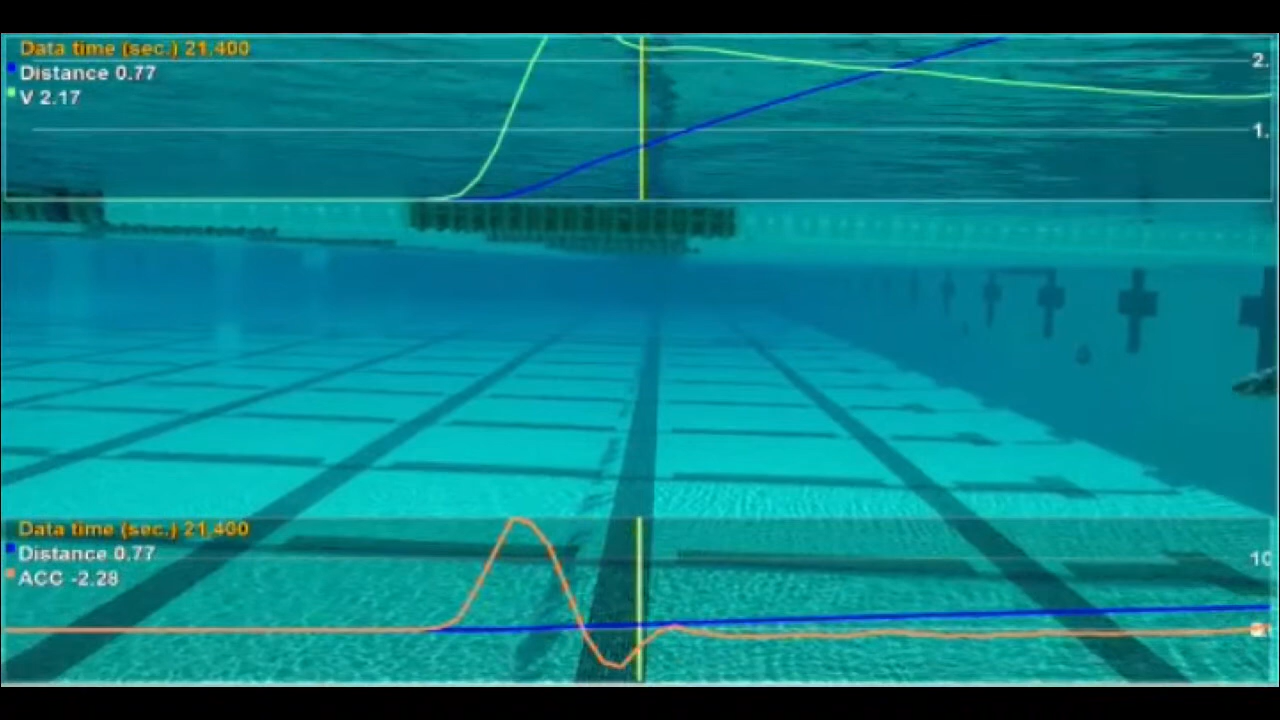 Data time (sec.) 21.400
Distance 0.77
V 2.17
2.
1.
Data time (sec.) 21.400
Distance 0.77
ACC -2.28
10